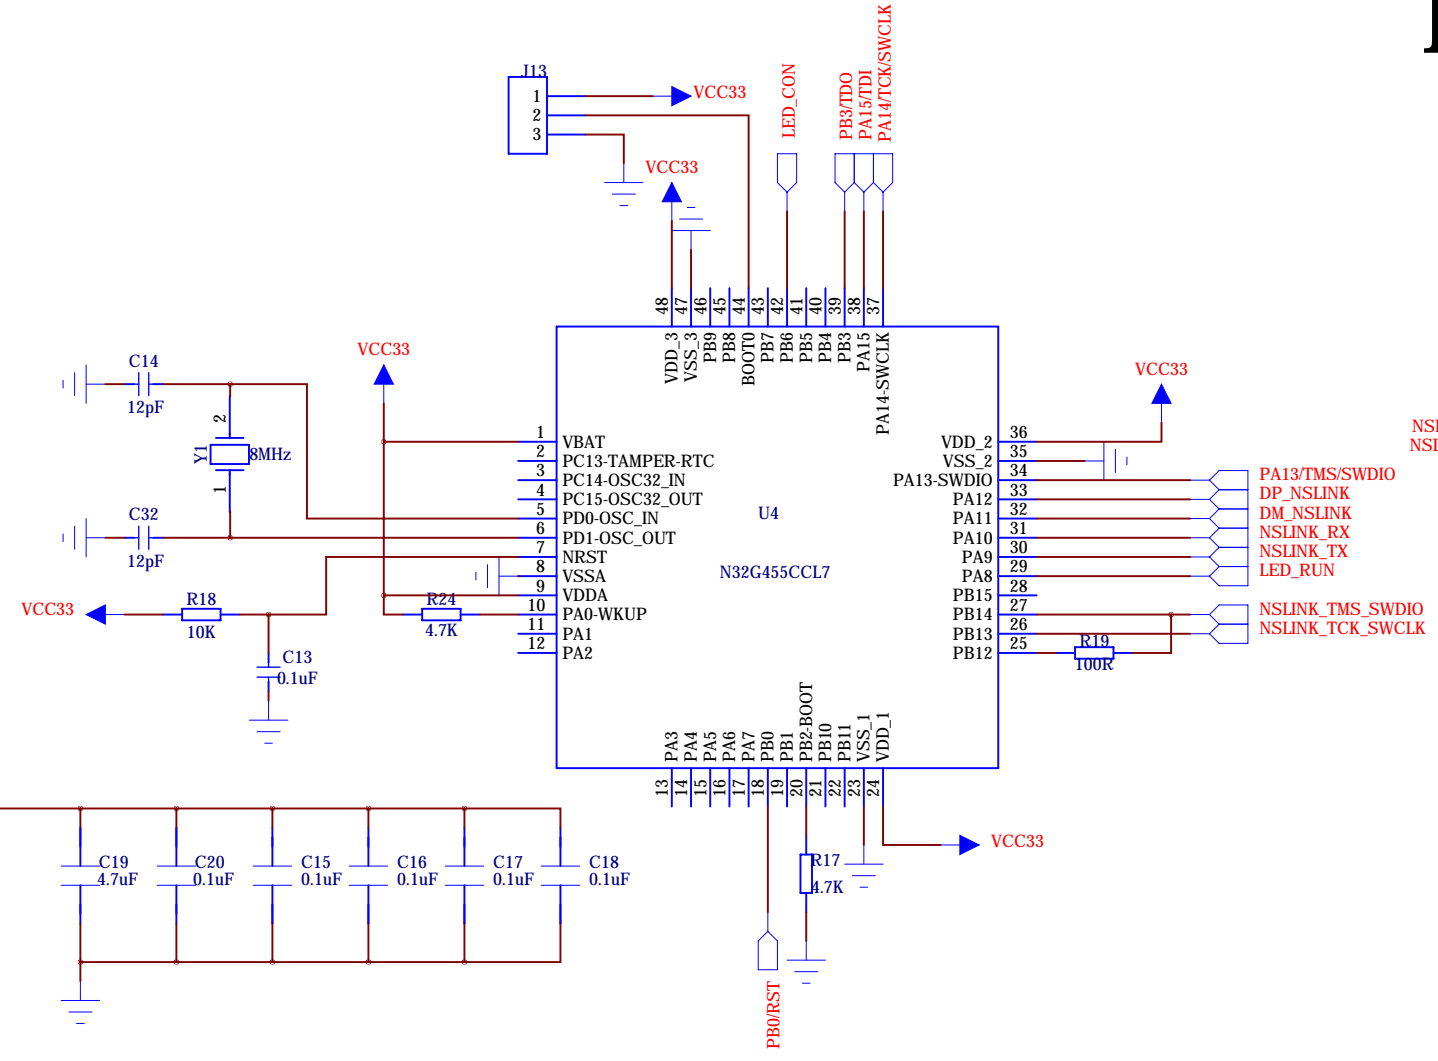 J13
1
2
3
VCC33
VCC33
LED_CON
PB3/TDO
PA15/TDI
PA14/TCK/SWCLK
48
47
46
45
44
43
42
41
40
39
38
37
VDD_3
VSS_3
PB9
PB8
BOOT0
PB7
PB6
PB5
PB4
PB3
PA15
PA14-SWCLK
C14
12pF
2
Y1
8MHz
1
C32
12pF
VCC33
VCC33
R18
10K
C13
0.1uF
R24
4.7K
1 VBAT
2 PC13-TAMPER-RTC
3 PC14-OSC32_IN
4 PC15-OSC32_OUT
5 PD0-OSC_IN
6 PD1-OSC_OUT
7 NRST
8 VSSA
9 VDDA
10 PA0-WKUP
11 PA1
12 PA2
U4
N32G455CCL7
VCC33
VDD_2 36
VSS_2 35
PA13-SWDIO 34
PA12 33
PA11 32
PA10 31
PA9 30
PA8 29
PB15 28
PB14 27
PB13 26
PB12 25
PA13/TMS/SWDIO
DP_NSLINK
DM_NSLINK
NSLINK_RX
NSLINK_TX
LED_RUN
NSLINK_TMS_SWDIO
NSLINK_TCK_SWCLK
R19
100R
PA3
PA4
PA5
PA6
PA7
PB0
PB1
PB2-BOOT
PB10
PB11
VSS_1
VDD_1
13
14
15
16
17
18
19
20
21
22
23
24
VCC33
R17
4.7K
PB0/RST
C19
4.7uF
C20
0.1uF
C15
0.1uF
C16
0.1uF
C17
0.1uF
C18
0.1uF